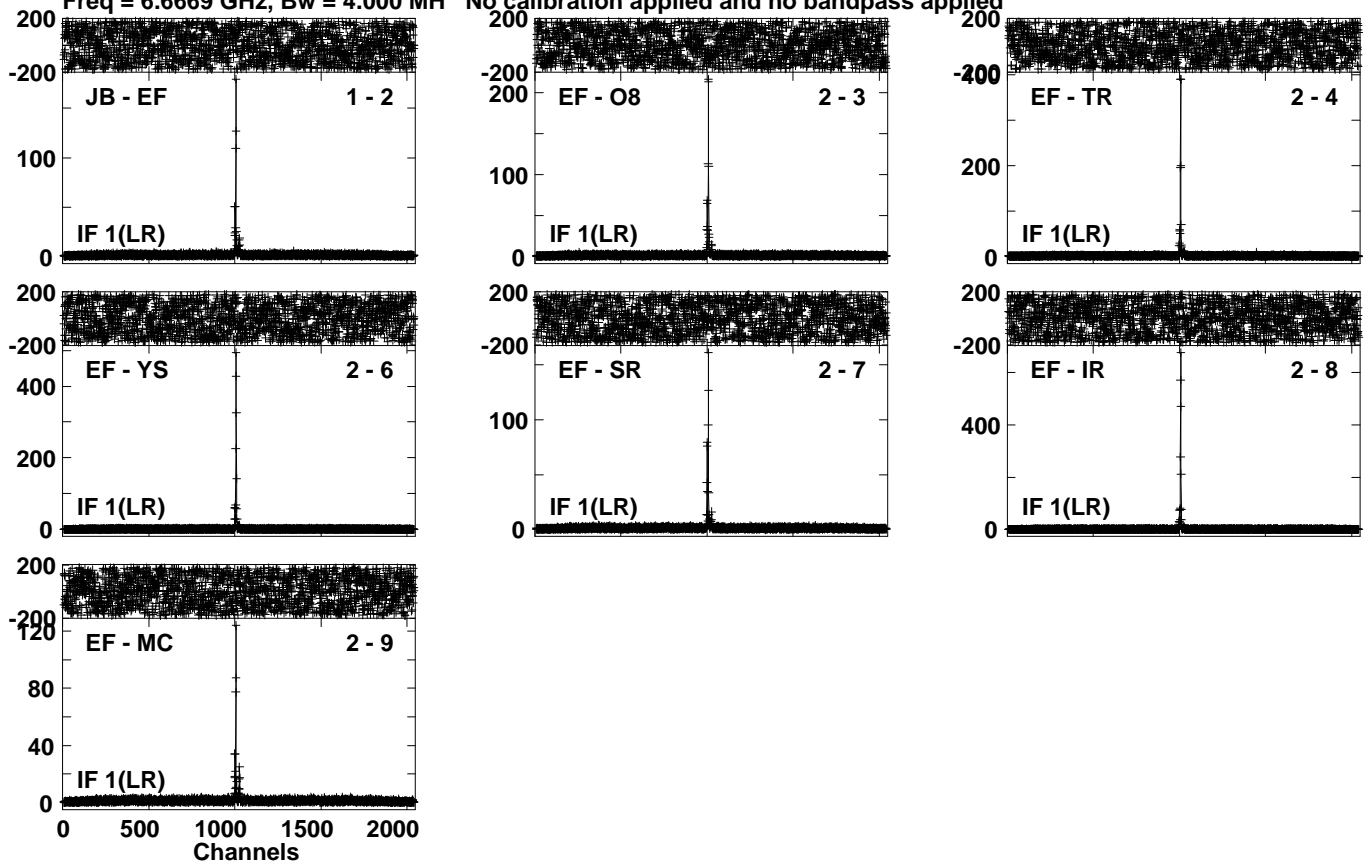 Freq = 6.6669 GHz, Bw = 4.000 MH No calibration applied and no bandpass applied
200 200 200
-200 -200 -200
JB - EF 1 - 2 EF - O8 2 - 3 EF - TR 2 - 4
200 400
100 100 200
IF 1(LR) IF 1(LR) IF 1(LR)
0 0 0
200 200 200
-200 -200 -200
EF - YS 2 - 6 EF - SR 2 - 7 EF - IR 2 - 8
400 100 400
200
IF 1(LR) IF 1(LR) IF 1(LR)
0 0 0
200
-200
120
EF - MC 2 - 9
80
40
IF 1(LR)
0
0 500 1000 1500 2000
Channels